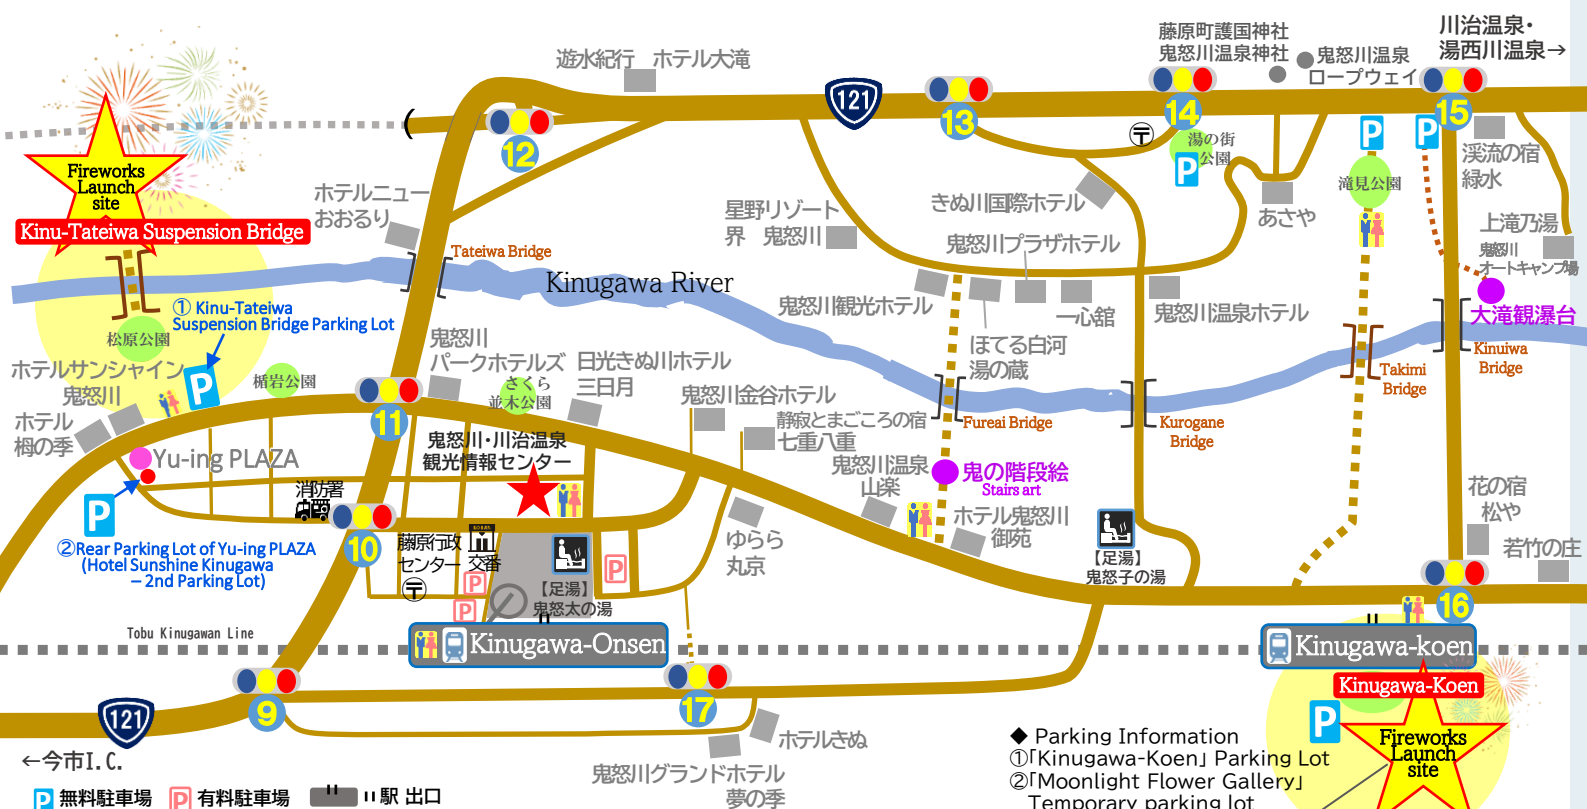 遊水紀行 ホテル大滝
藤原町護国神社
鬼怒川温泉神社
鬼怒川温泉
ロープウェイ
川治温泉・
湯西川温泉→
121
12
13
14
15
湯の街
公園
P
P
P
渓流の宿
緑水
滝見公園
上滝乃湯
鬼怒川
オートキャンプ場
大滝観瀑台
Fireworks
Launch
site
Kinu-Tateiwa Suspension Bridge
ホテルニュー
おおるり
Tateiwa Bridge
Kinugawa River
星野リゾート
界 鬼怒川
きぬ川国際ホテル
あさや
鬼怒川プラザホテル
鬼怒川観光ホテル
一心舘
鬼怒川温泉ホテル
ほてる白河
湯の蔵
Kinuiwa
Bridge
Takimi
Bridge
Fureai Bridge
Kurogane
Bridge
① Kinu-Tateiwa
Suspension Bridge Parking Lot
松原公園
ホテルサンシャイン
鬼怒川
P
楯岩公園
ホテル
栂の季
鬼怒川
パークホテルズ
さくら
並木公園
日光きぬ川ホテル
三日月
鬼怒川金谷ホテル
静寂とまごころの宿
七重八重
11
鬼怒川・川治温泉
観光情報センター
Yu-ing PLAZA
消防署
P
②Rear Parking Lot of Yu-ing PLAZA
(Hotel Sunshine Kinugawa
– 2nd Parking Lot)
10
藤原行政
センター
交番
P
P
P
【足湯】
鬼怒太の湯
ゆらら
丸京
鬼怒川温泉
山楽
鬼の階段絵
Stairs art
ホテル鬼怒川
御苑
【足湯】
鬼怒子の湯
花の宿
松や
若竹の庄
16
Tobu Kinugawan Line
Kinugawa-Onsen
Kinugawa-koen
9
17
121
←今市I.C.
ホテルきぬ
鬼怒川グランドホテル
夢の季
Kinugawa-Koen
P
Fireworks
Launch
site
◆ Parking Information
①「Kinugawa-Koen」 Parking Lot
②「Moonlight Flower Gallery」
Temporary parking lot
P 無料駐車場
P 有料駐車場
駅 出口